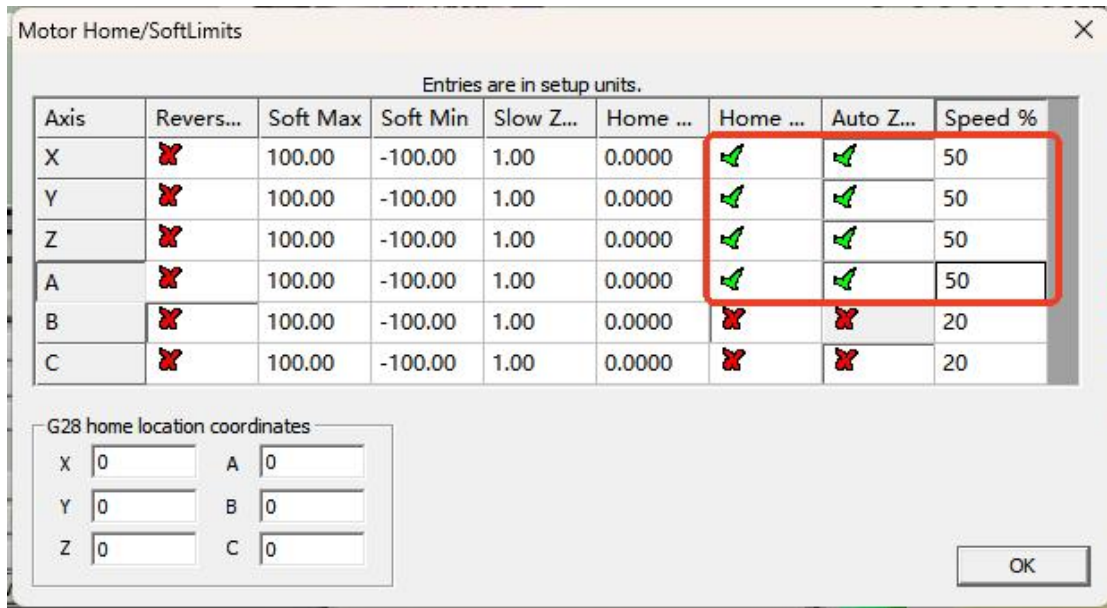 Motor Home/SoftLimits
Entries are in setup units.
Axis Revers... Soft Max Soft Min Slow Z... Home ... Home ... Auto Z... Speed %
X 100.00 -100.00 1.00 0.0000 50
Y 100.00 -100.00 1.00 0.0000 50
Z 100.00 -100.00 1.00 0.0000 50
A 100.00 -100.00 1.00 0.0000 50
B 100.00 -100.00 1.00 0.0000 20
C 100.00 -100.00 1.00 0.0000 20
G28 home location coordinates
X 0 A 0
Y 0 B 0
Z 0 C 0
OK